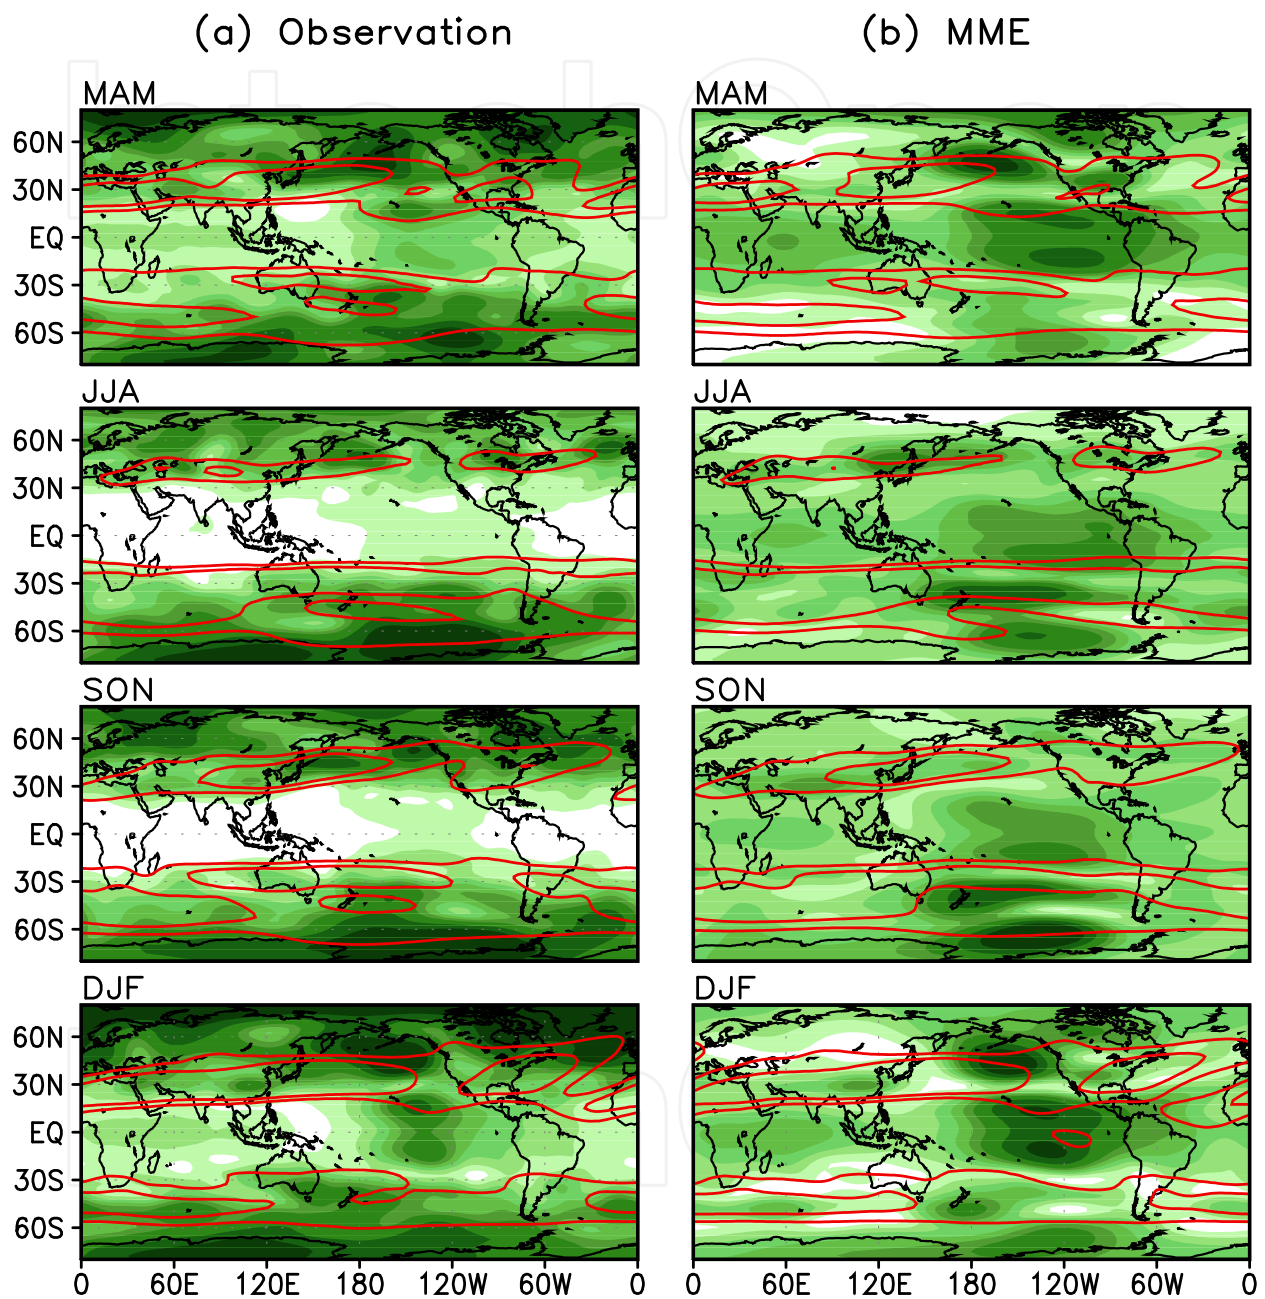 (a) Observation (b) MME
MAM MAM
60N
30N
EQ
30S
60S
JJA JJA
60N
30N
EQ
30S
60S
SON SON
60N
30N
EQ
30S
60S
DJF DJF
60N
30N
EQ
30S
60S
0 60E 120E 180 120W 60W 0 0 60E 120E 180 120W 60W 0